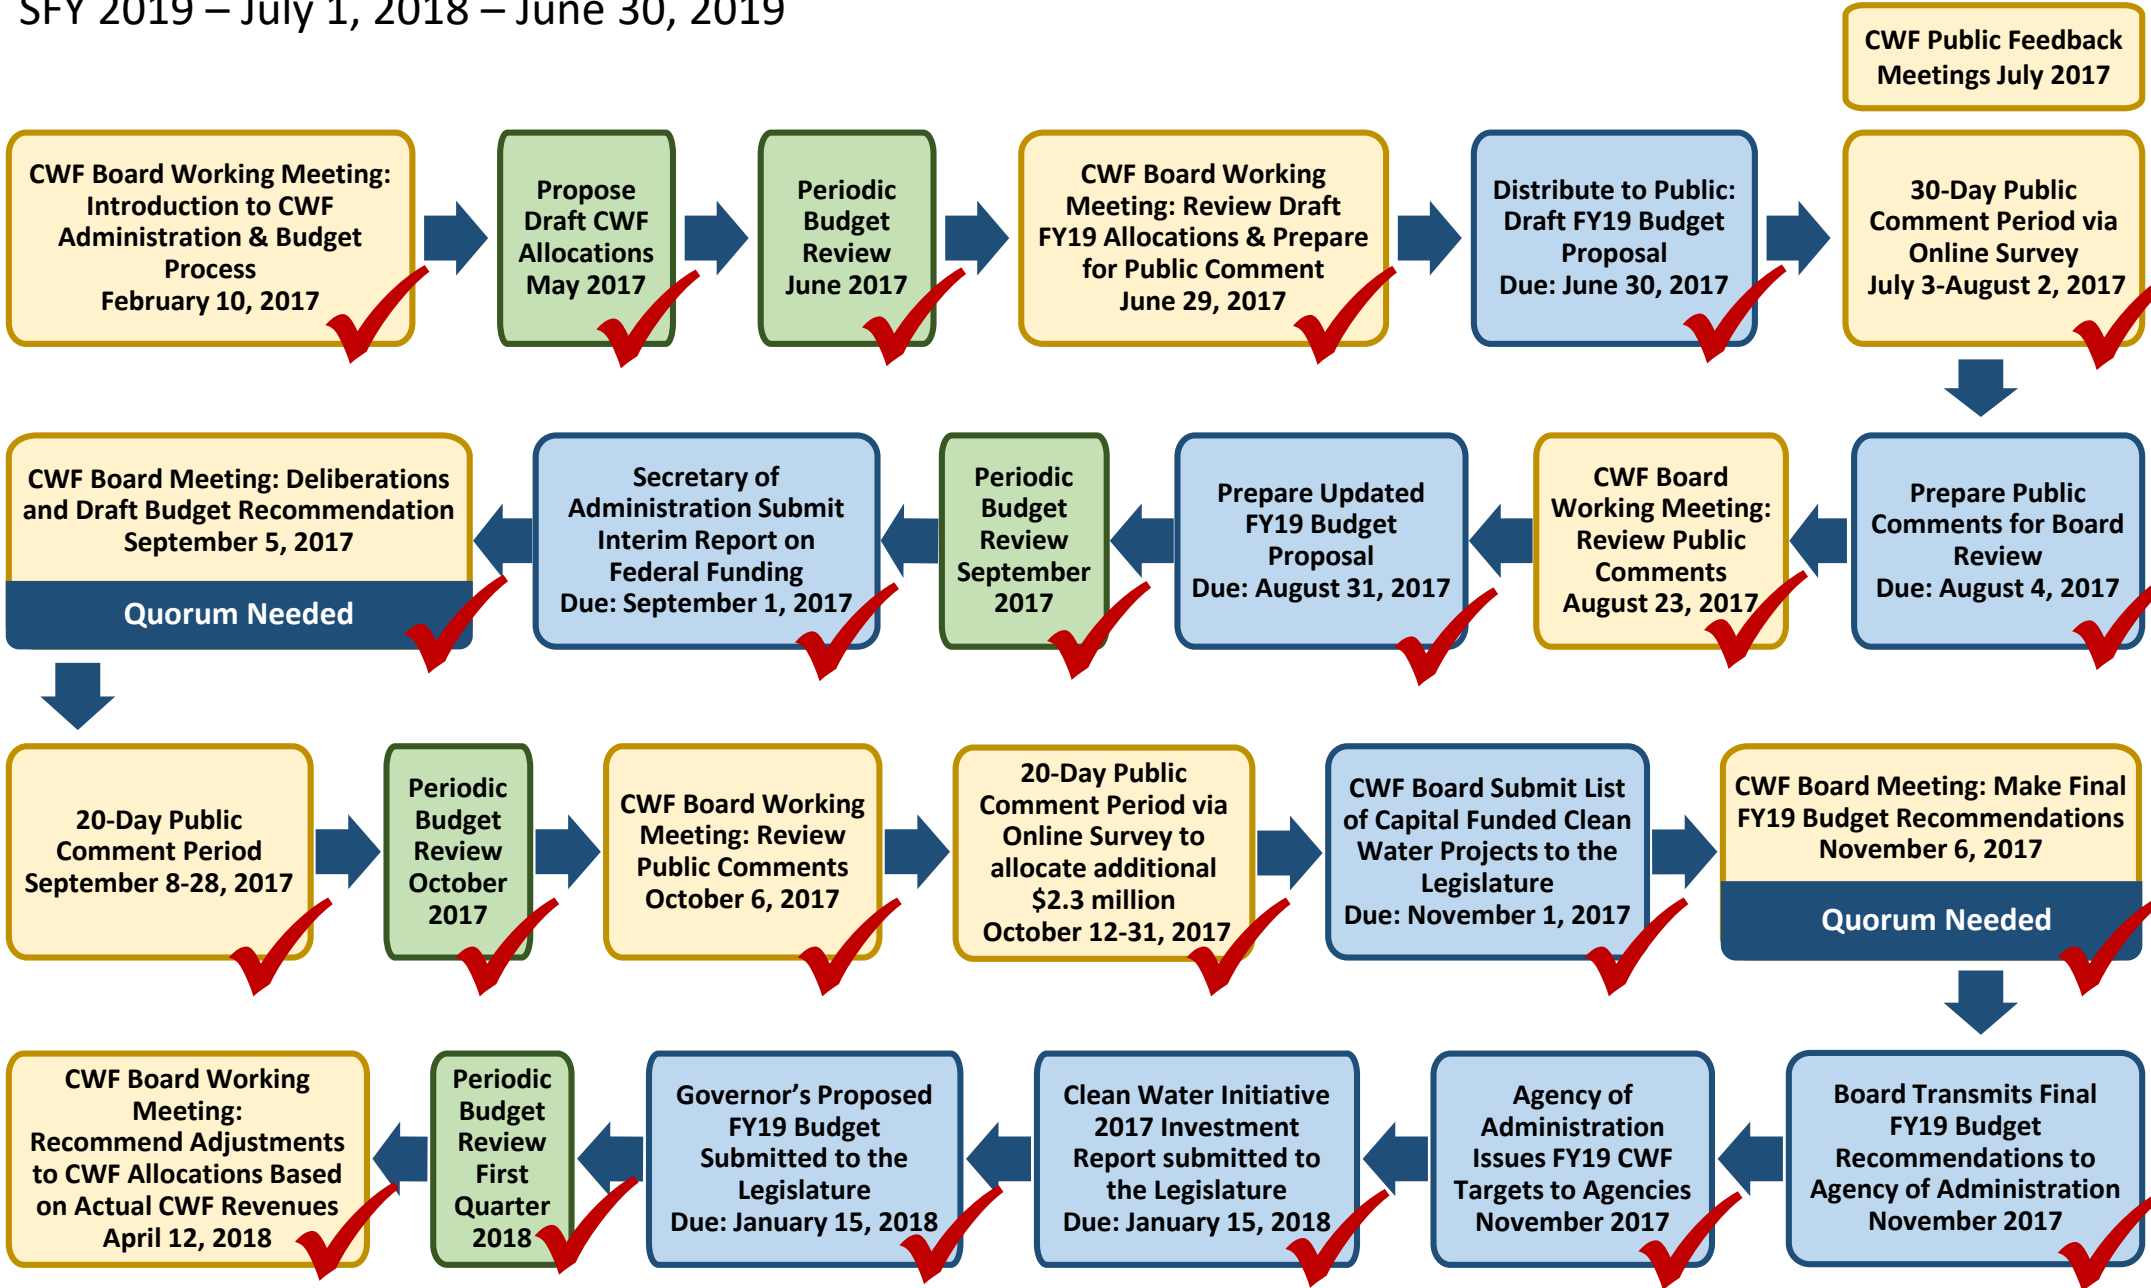 SFY 2019 – July 1, 2018 – June 30, 2019
CWF Public Feedback
Meetings July 2017
CWF Board Working Meeting:
Introduction to CWF
Administration & Budget
Process
February 10, 2017
Propose
Draft CWF
Allocations
May 2017
Periodic
Budget
Review
June 2017
CWF Board Working
Meeting: Review Draft
FY19 Allocations & Prepare
for Public Comment
June 29, 2017
Distribute to Public:
Draft FY19 Budget
Proposal
Due: June 30, 2017
30-Day Public
Comment Period via
Online Survey
July 3-August 2, 2017
Prepare Public
Comments for Board
Review
Due: August 4, 2017
CWF Board
Working Meeting:
Review Public
Comments
August 23, 2017
Prepare Updated
FY19 Budget
Proposal
Due: August 31, 2017
Periodic
Budget
Review
September
2017
Secretary of
Administration Submit
Interim Report on
Federal Funding
Due: September 1, 2017
CWF Board Meeting: Deliberations
and Draft Budget Recommendation
September 5, 2017
Quorum Needed
20-Day Public
Comment Period
September 8-28, 2017
Periodic
Budget
Review
October
2017
CWF Board Working
Meeting: Review
Public Comments
October 6, 2017
20-Day Public
Comment Period via
Online Survey to
allocate additional
$2.3 million
October 12-31, 2017
CWF Board Submit List
of Capital Funded Clean
Water Projects to the
Legislature
Due: November 1, 2017
CWF Board Meeting: Make Final
FY19 Budget Recommendations
November 6, 2017
Quorum Needed
Board Transmits Final
FY19 Budget
Recommendations to
Agency of Administration
November 2017
Agency of
Administration
Issues FY19 CWF
Targets to Agencies
November 2017
Clean Water Initiative
2017 Investment
Report submitted to
the Legislature
Due: January 15, 2018
Governor’s Proposed
FY19 Budget
Submitted to the
Legislature
Due: January 15, 2018
Periodic
Budget
Review
First
Quarter
2018
CWF Board Working
Meeting:
Recommend Adjustments
to CWF Allocations Based
on Actual CWF Revenues
April 12, 2018